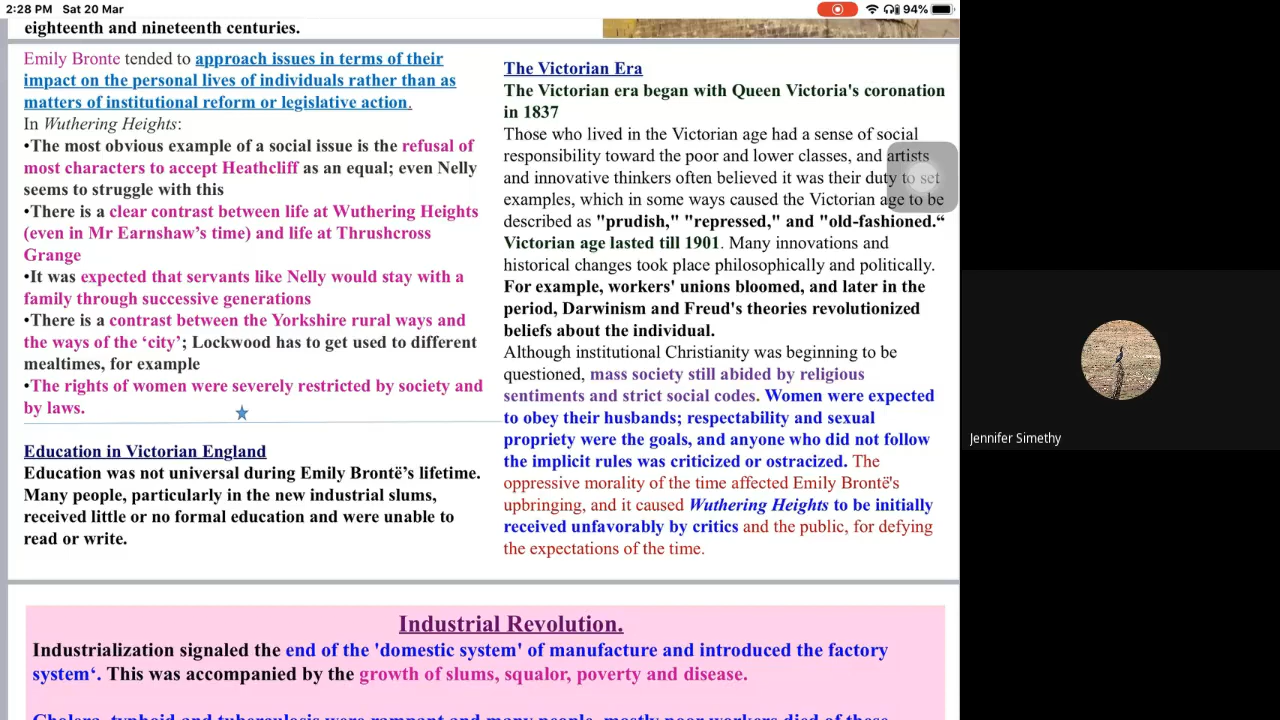 2:28 PM Sat 20 Mar
94%
eighteenth and nineteenth centuries.
Emily Bronte tended to approach issues in terms of their
impact on the personal lives of individuals rather than as
matters of institutional reform or legislative action.
In Wuthering Heights:
•The most obvious example of a social issue is the refusal of
most characters to accept Heathcliff as an equal; even Nelly
seems to struggle with this
•There is a clear contrast between life at Wuthering Heights
(even in Mr Earnshaw’s time) and life at Thrushcross
Grange
•It was expected that servants like Nelly would stay with a
family through successive generations
•There is a contrast between the Yorkshire rural ways and
the ways of the ‘city’; Lockwood has to get used to different
mealtimes, for example
•The rights of women were severely restricted by society and
by laws.
Education in Victorian England
Education was not universal during Emily Brontë’s lifetime.
Many people, particularly in the new industrial slums,
received little or no formal education and were unable to
read or write.
The Victorian Era
The Victorian era began with Queen Victoria's coronation
in 1837
Those who lived in the Victorian age had a sense of social
responsibility toward the poor and lower classes, and artists
and innovative thinkers often believed it was their duty to set
examples, which in some ways caused the Victorian age to be
described as "prudish," "repressed," and "old-fashioned.“
Victorian age lasted till 1901. Many innovations and
historical changes took place philosophically and politically.
For example, workers' unions bloomed, and later in the
period, Darwinism and Freud's theories revolutionized
beliefs about the individual.
Although institutional Christianity was beginning to be
questioned, mass society still abided by religious
sentiments and strict social codes. Women were expected
to obey their husbands; respectability and sexual
propriety were the goals, and anyone who did not follow
the implicit rules was criticized or ostracized. The
oppressive morality of the time affected Emily Brontë's
upbringing, and it caused Wuthering Heights to be initially
received unfavorably by critics and the public, for defying
the expectations of the time.
Jennifer Simethy
Industrial Revolution.
Industrialization signaled the end of the 'domestic system' of manufacture and introduced the factory
system‘. This was accompanied by the growth of slums, squalor, poverty and disease.
Cholera, typhoid and tuberculosis were rampant and many people, mostly poor workers died of these